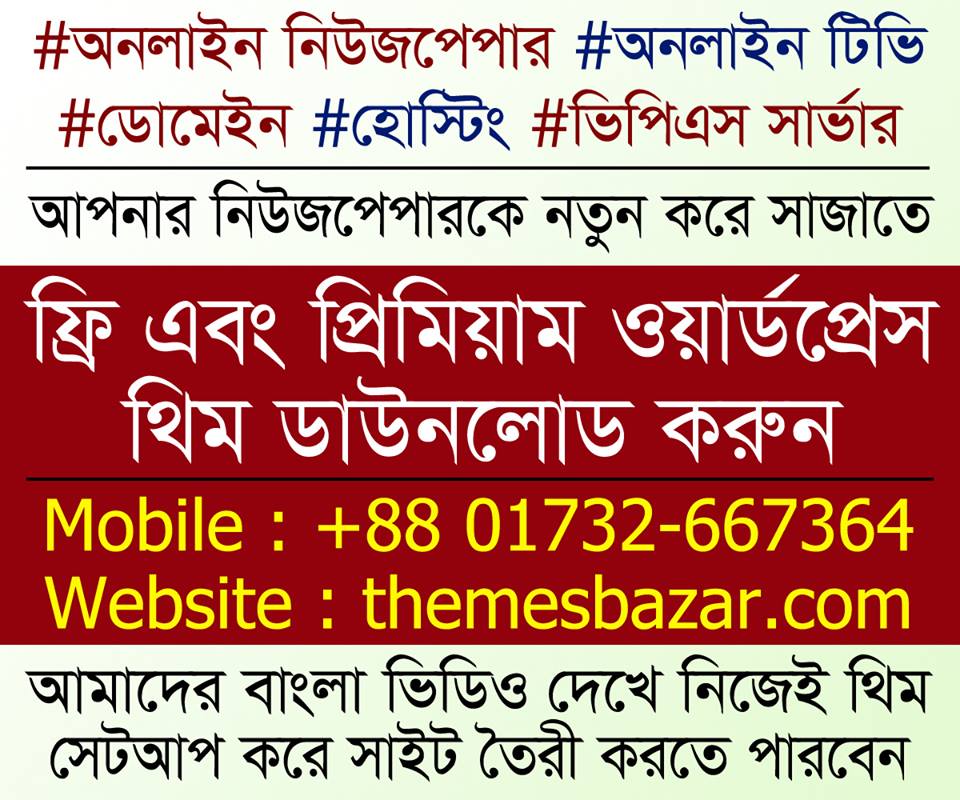 #অনলাইন নিউজপেপার #অনলাইন টিভি
#ডোমেইন #হোস্টিং #ভিপিএস সার্ভার
আপনার নিউজপেপারকে নতুন করে সাজাতে
ফ্রি এবং প্রিমিয়াম ওয়ার্ডপ্রেস
থিম ডাউনলোড করুন
Mobile : +88 01732-667364
Website : themesbazar.com
আমাদের বাংলা ভিডিও দেখে নিজেই থিম
সেটআপ করে সাইট তৈরী করতে পারবেন